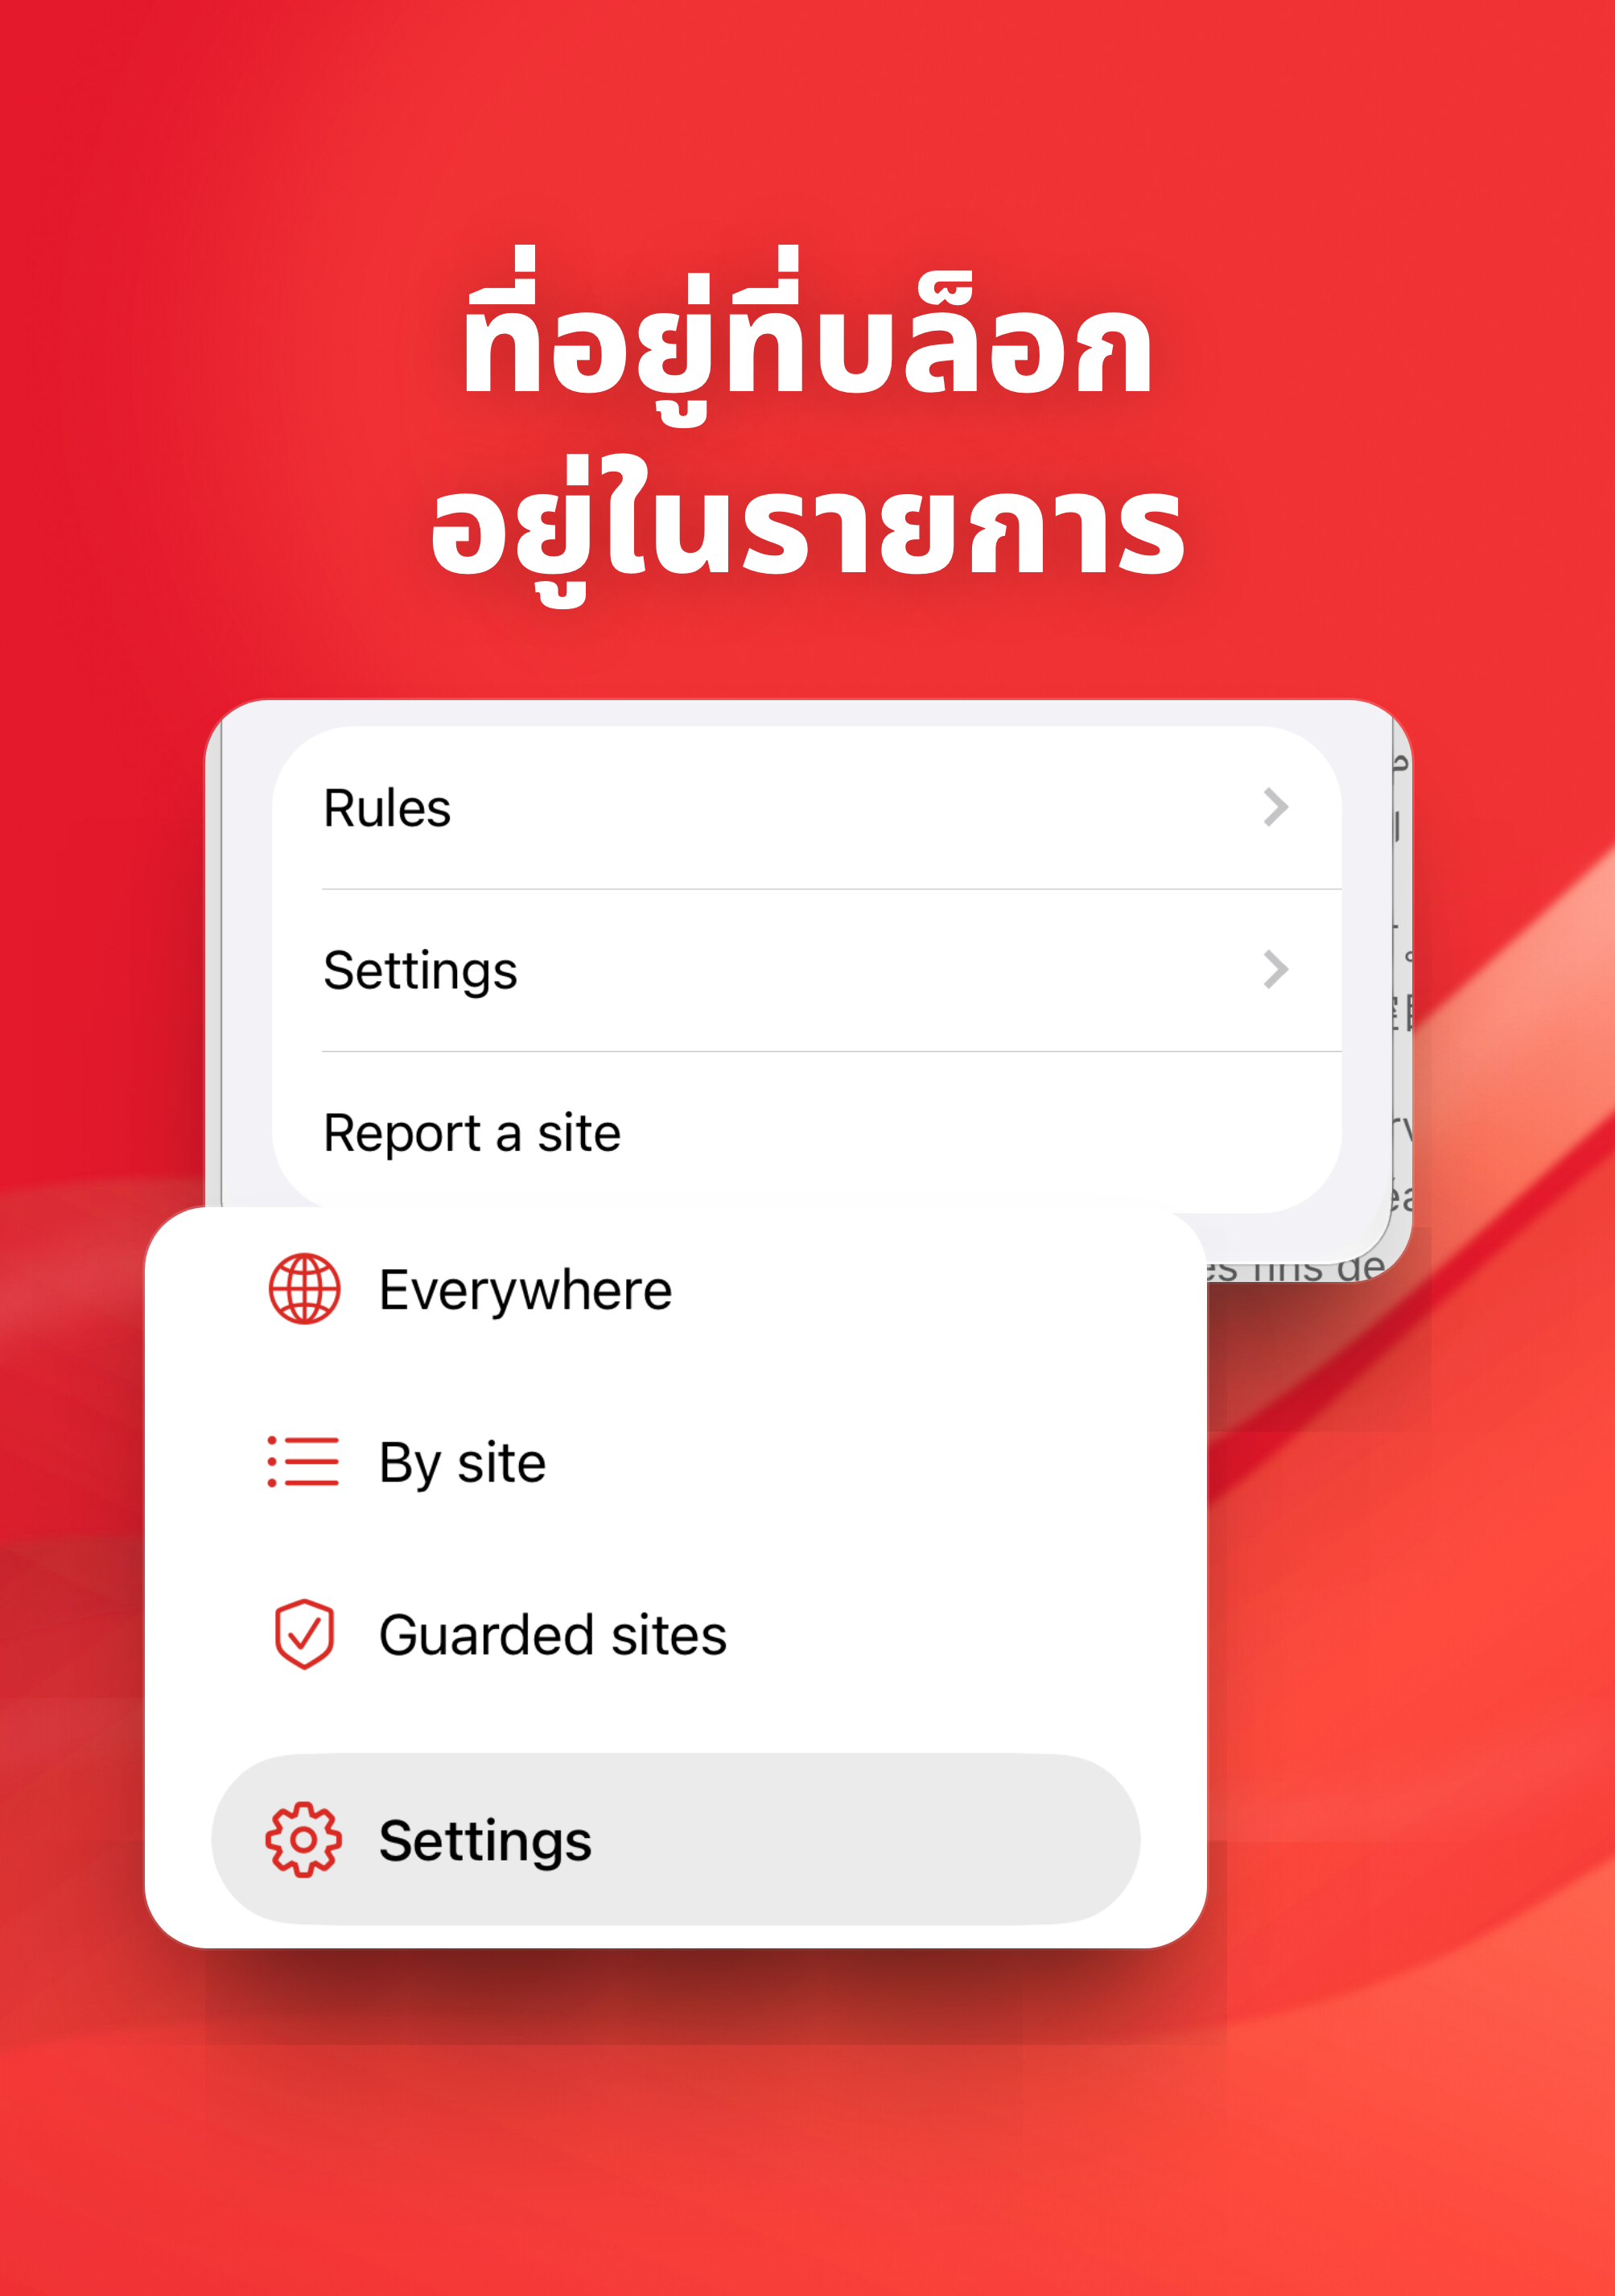 ที่อยู่ที่บล็อก
อยู่ในรายการ
Rules
Settings
Report a site
Everywhere
By site
Guarded sites
Settings